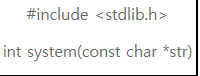 #include <stdlib.h>
int system(const char *str)